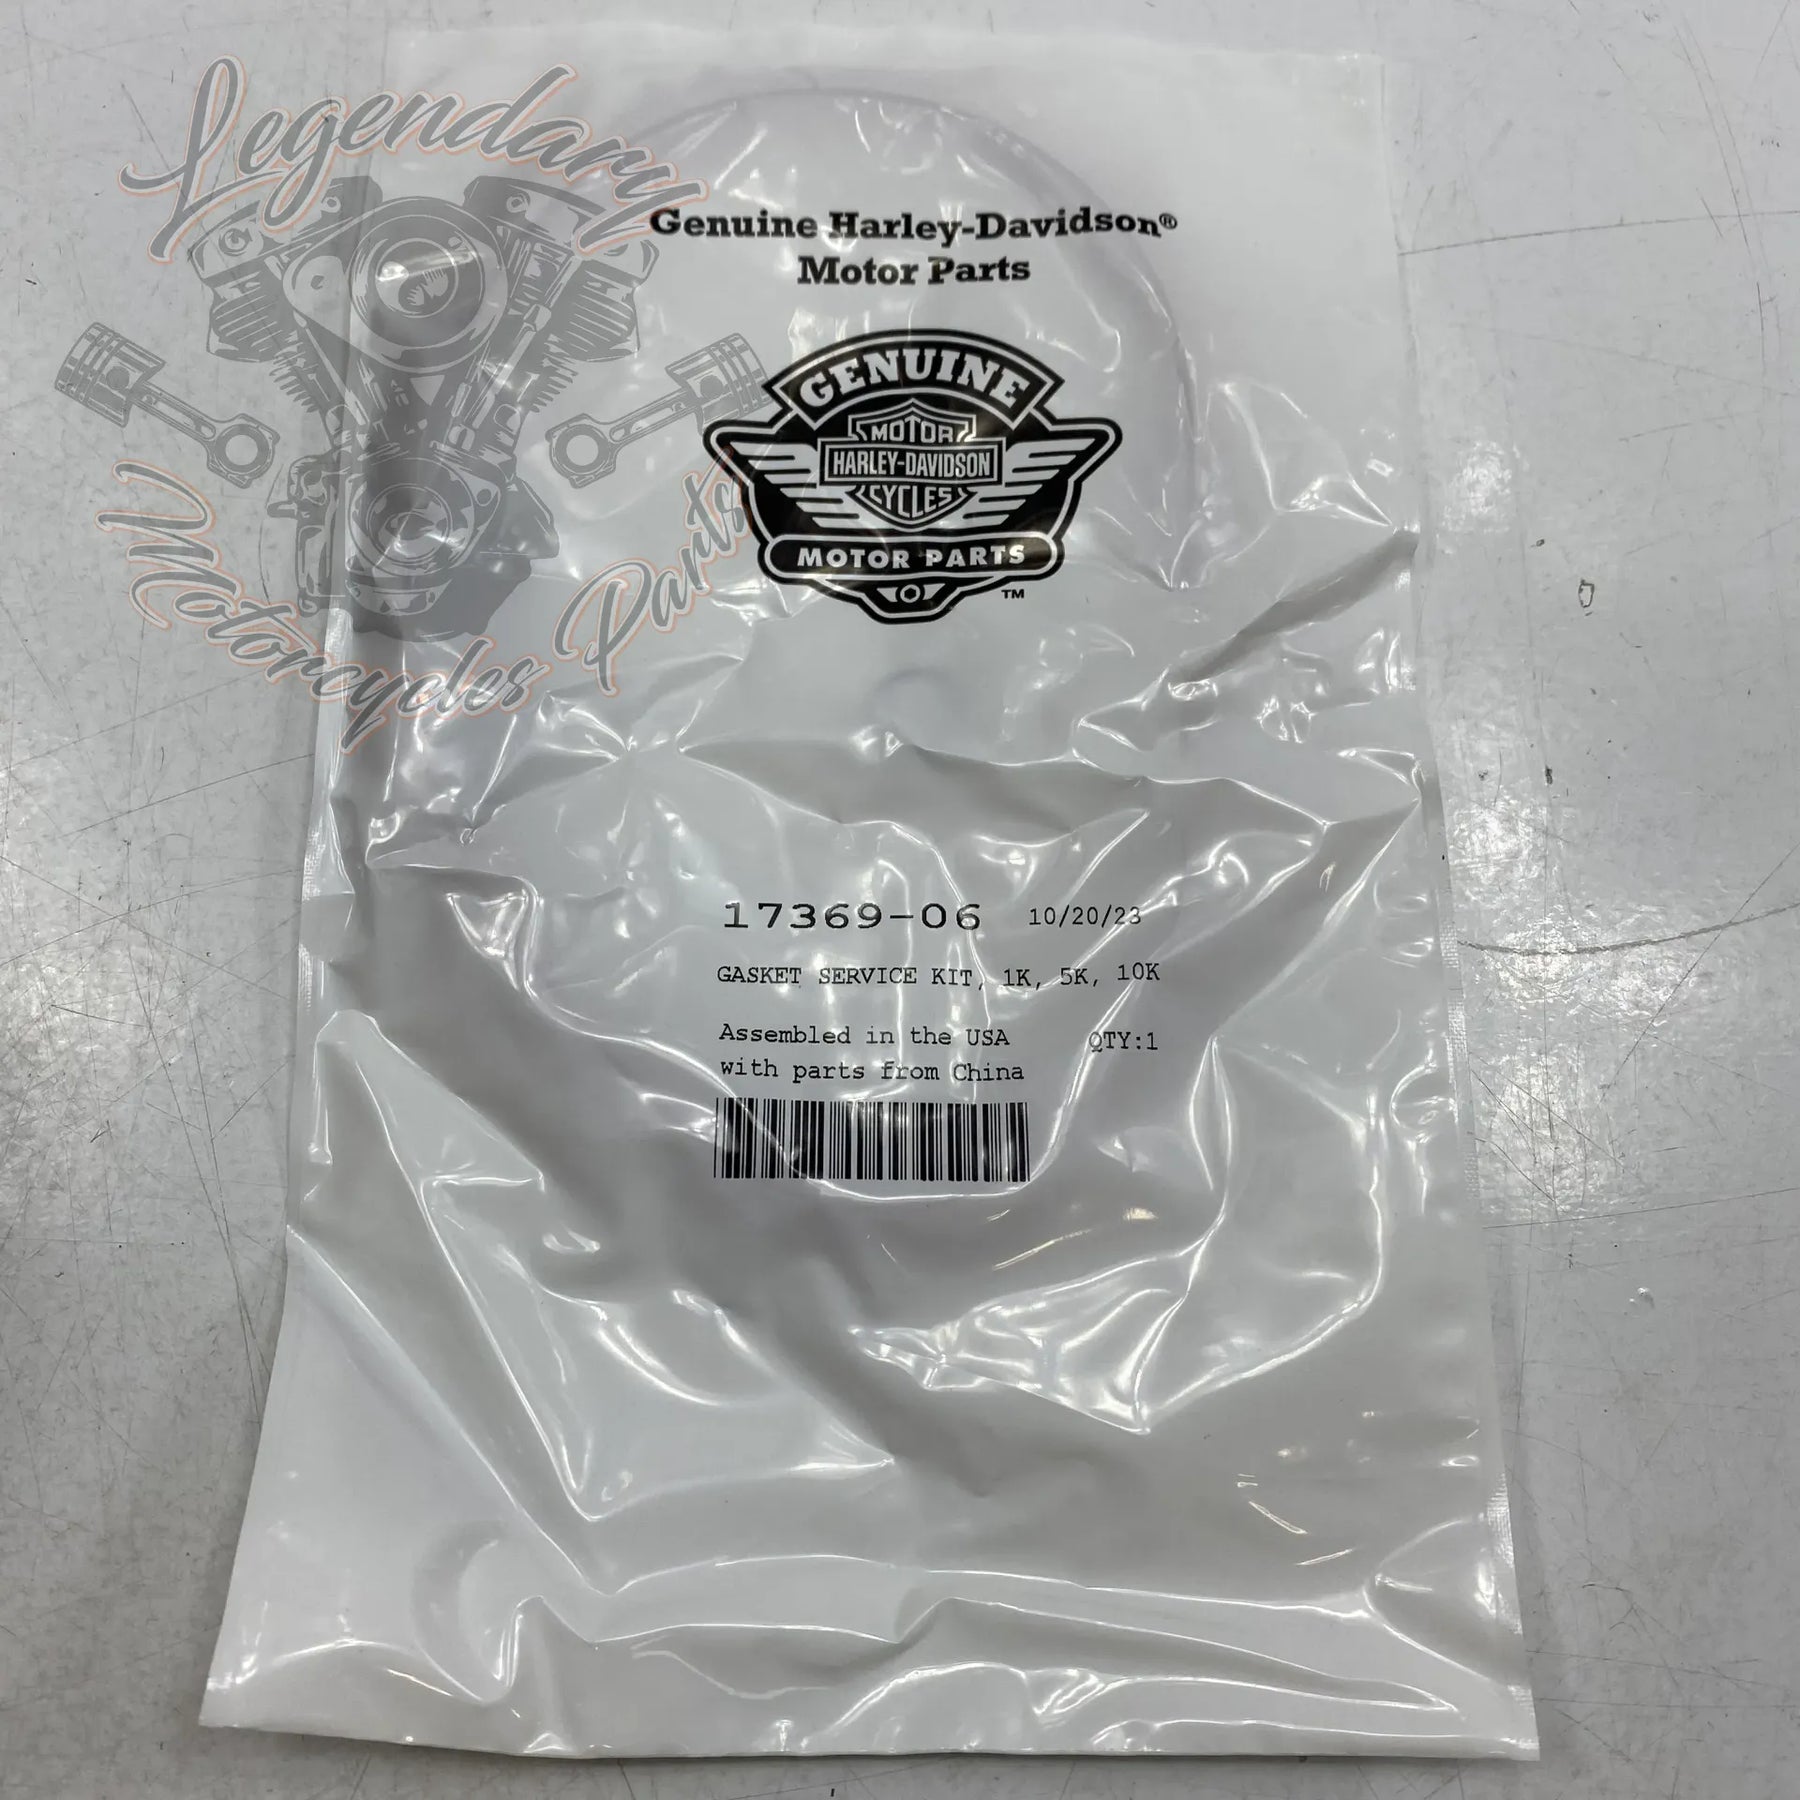 Legendary
Motorcycles Parts
Genuine Harley-Davidson®
Motor Parts
GENUINE
MOTOR
HARLEY-DAVIDSON
CYCLES
MOTOR PARTS
TM
17369-06 10/20/23
GASKET SERVICE KIT, 1K, 5K, 10K
Assembled in the USA QTY:1
with parts from China